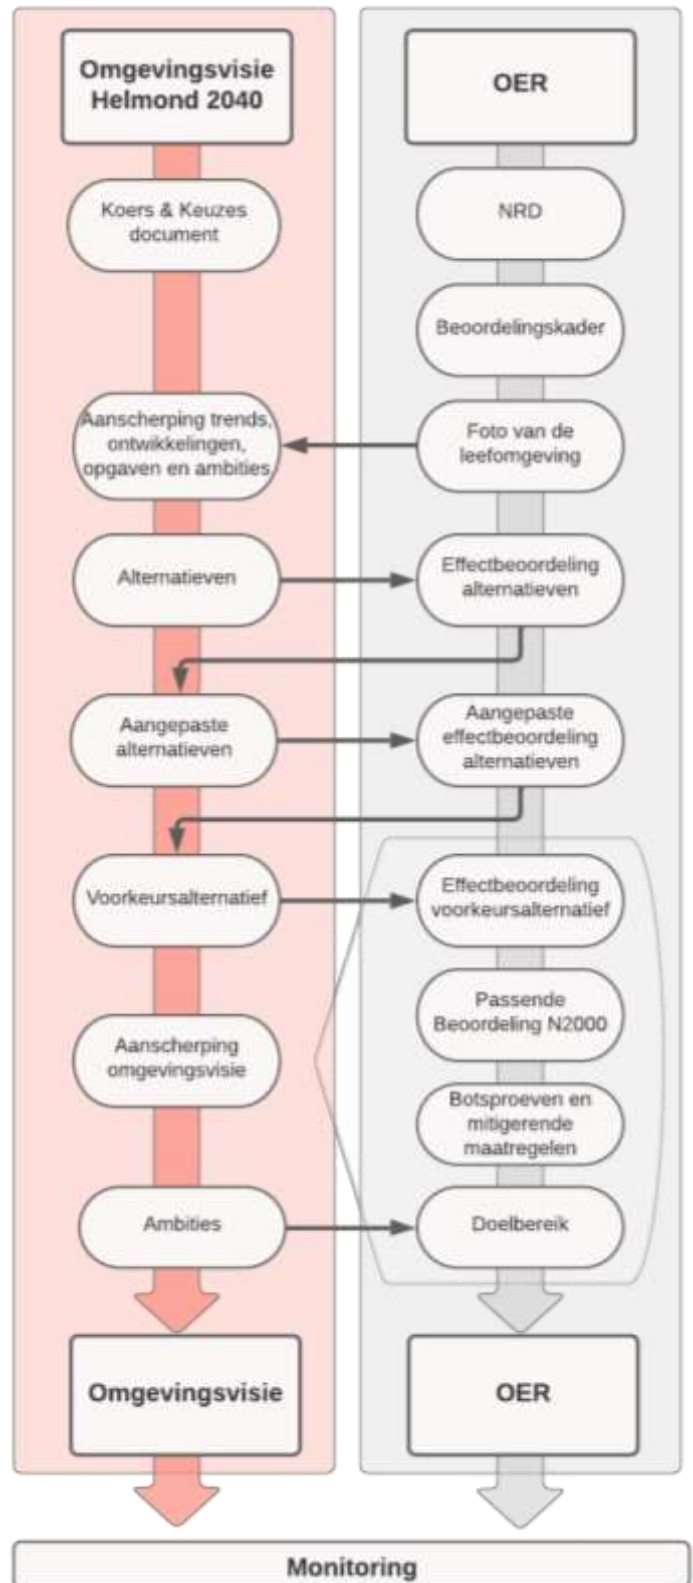 Omgevingsvisie
Helmond 2040
Koers & Keuzes
document
Aanscherping trends,
ontwikkelingen,
opgaven en ambities
Alternatieven
Aangepaste
alternatieven
Voorkeursalternatief
Aanscherping
omgevingsvisie
Ambities
Omgevingsvisie
OER
NRD
Beoordelingskader
Foto van de
leefomgeving
Effectbeoordeling
alternatieven
Aangepaste
effectbeoordeling
alternatieven
Effectbeoordeling
voorkeursalternatief
Passende
Beoordeling N2000
Botsproeven en
mitigerende
maatregelen
Doelbereik
OER
Monitoring